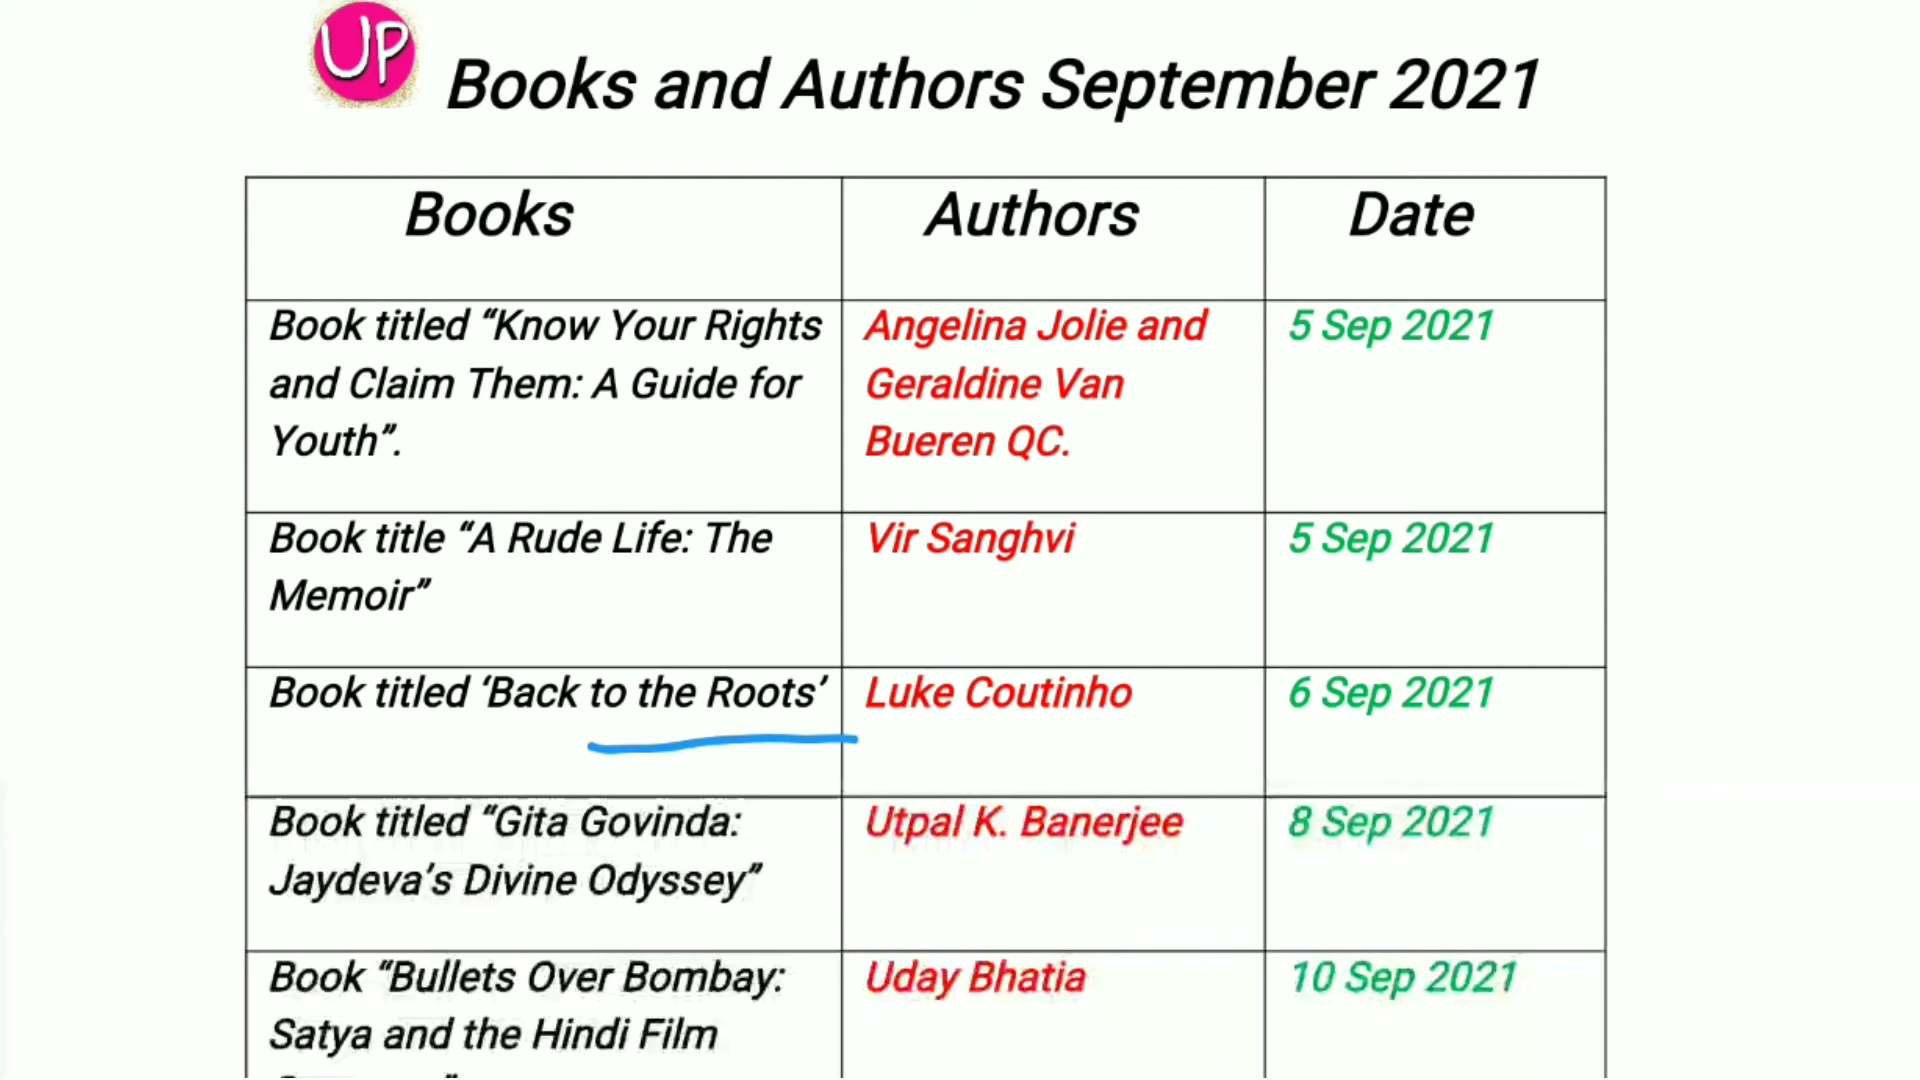 UP
Books and Authors September 2021
Books Authors Date
Book titled “Know Your Rights Angelina Jolie and 5 Sep 2021
and Claim Them: A Guide for Geraldine Van
Youth”. Bueren QC.
Book title “A Rude Life: The Vir Sanghvi 5 Sep 2021
Memoir”
Book titled ‘Back to the Roots’ Luke Coutinho 6 Sep 2021
Book titled “Gita Govinda: Utpal K. Banerjee 8 Sep 2021
Jaydeva’s Divine Odyssey”
Book “Bullets Over Bombay: Uday Bhatia 10 Sep 2021
Satya and the Hindi Film